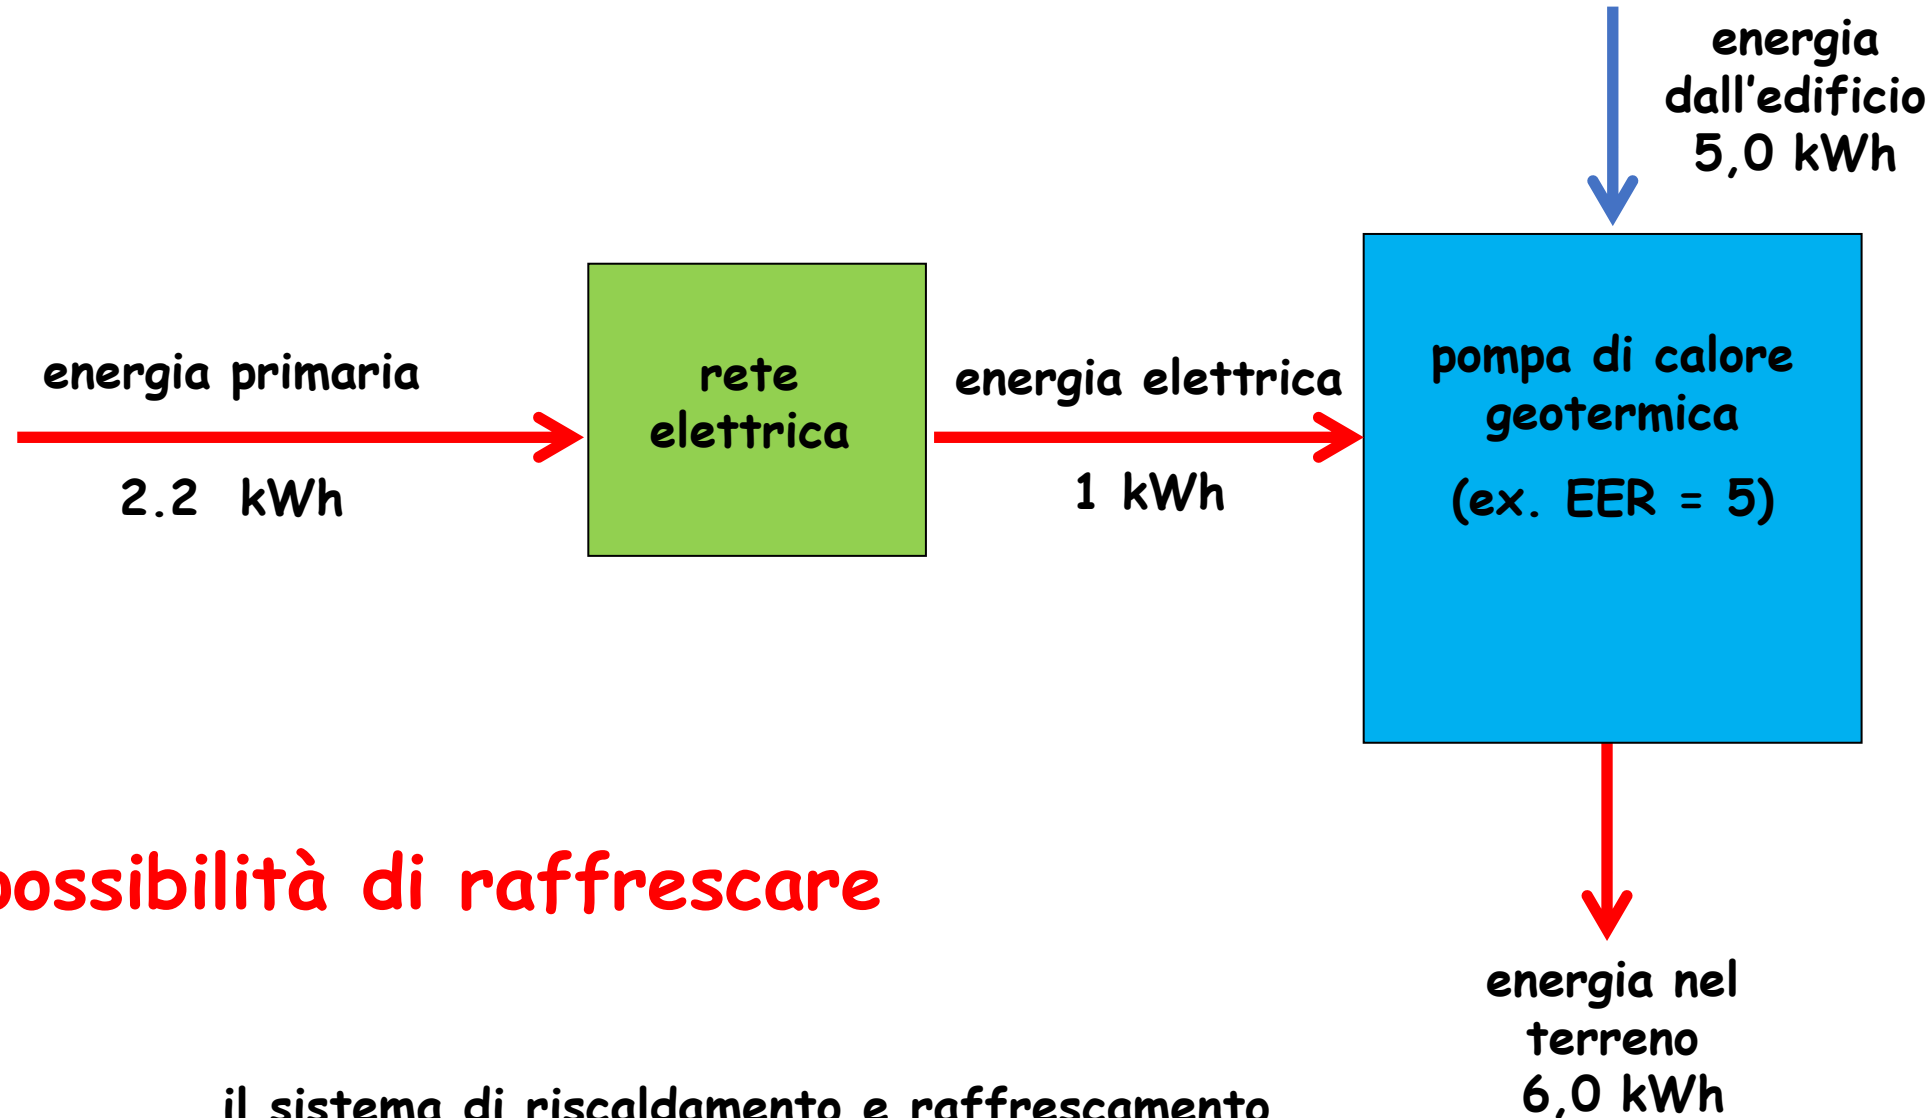 energia
dall'edificio
5,0 kWh
energia primaria
2.2 kWh
rete
elettrica
energia elettrica
1 kWh
pompa di calore
geotermica
(ex. EER = 5)
possibilità di raffrescare
energia nel
terreno
6,0 kWh
il sistema di riscaldamento e raffrescamento